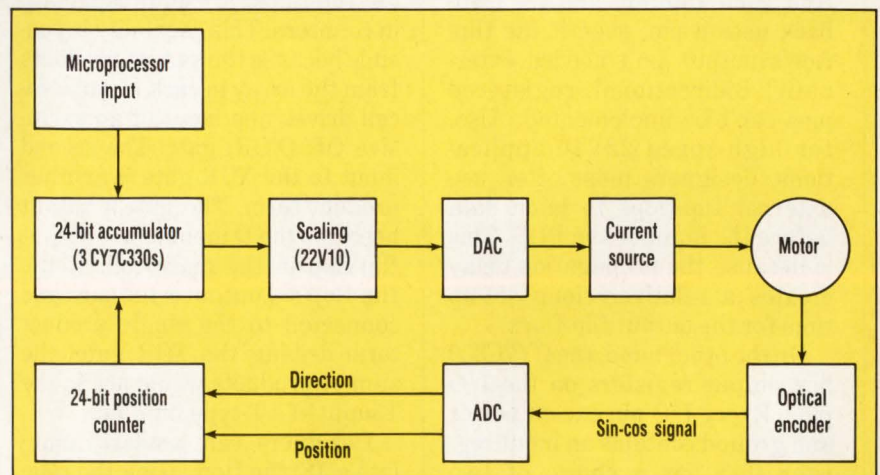 Microprocessor
input
24-bit accumulator
(3 CY7C330s)
Scaling
(22V10)
DAC
Current
source
Motor
24-bit position
counter
Direction
Position
ADC
Sin-cos signal
Optical
encoder